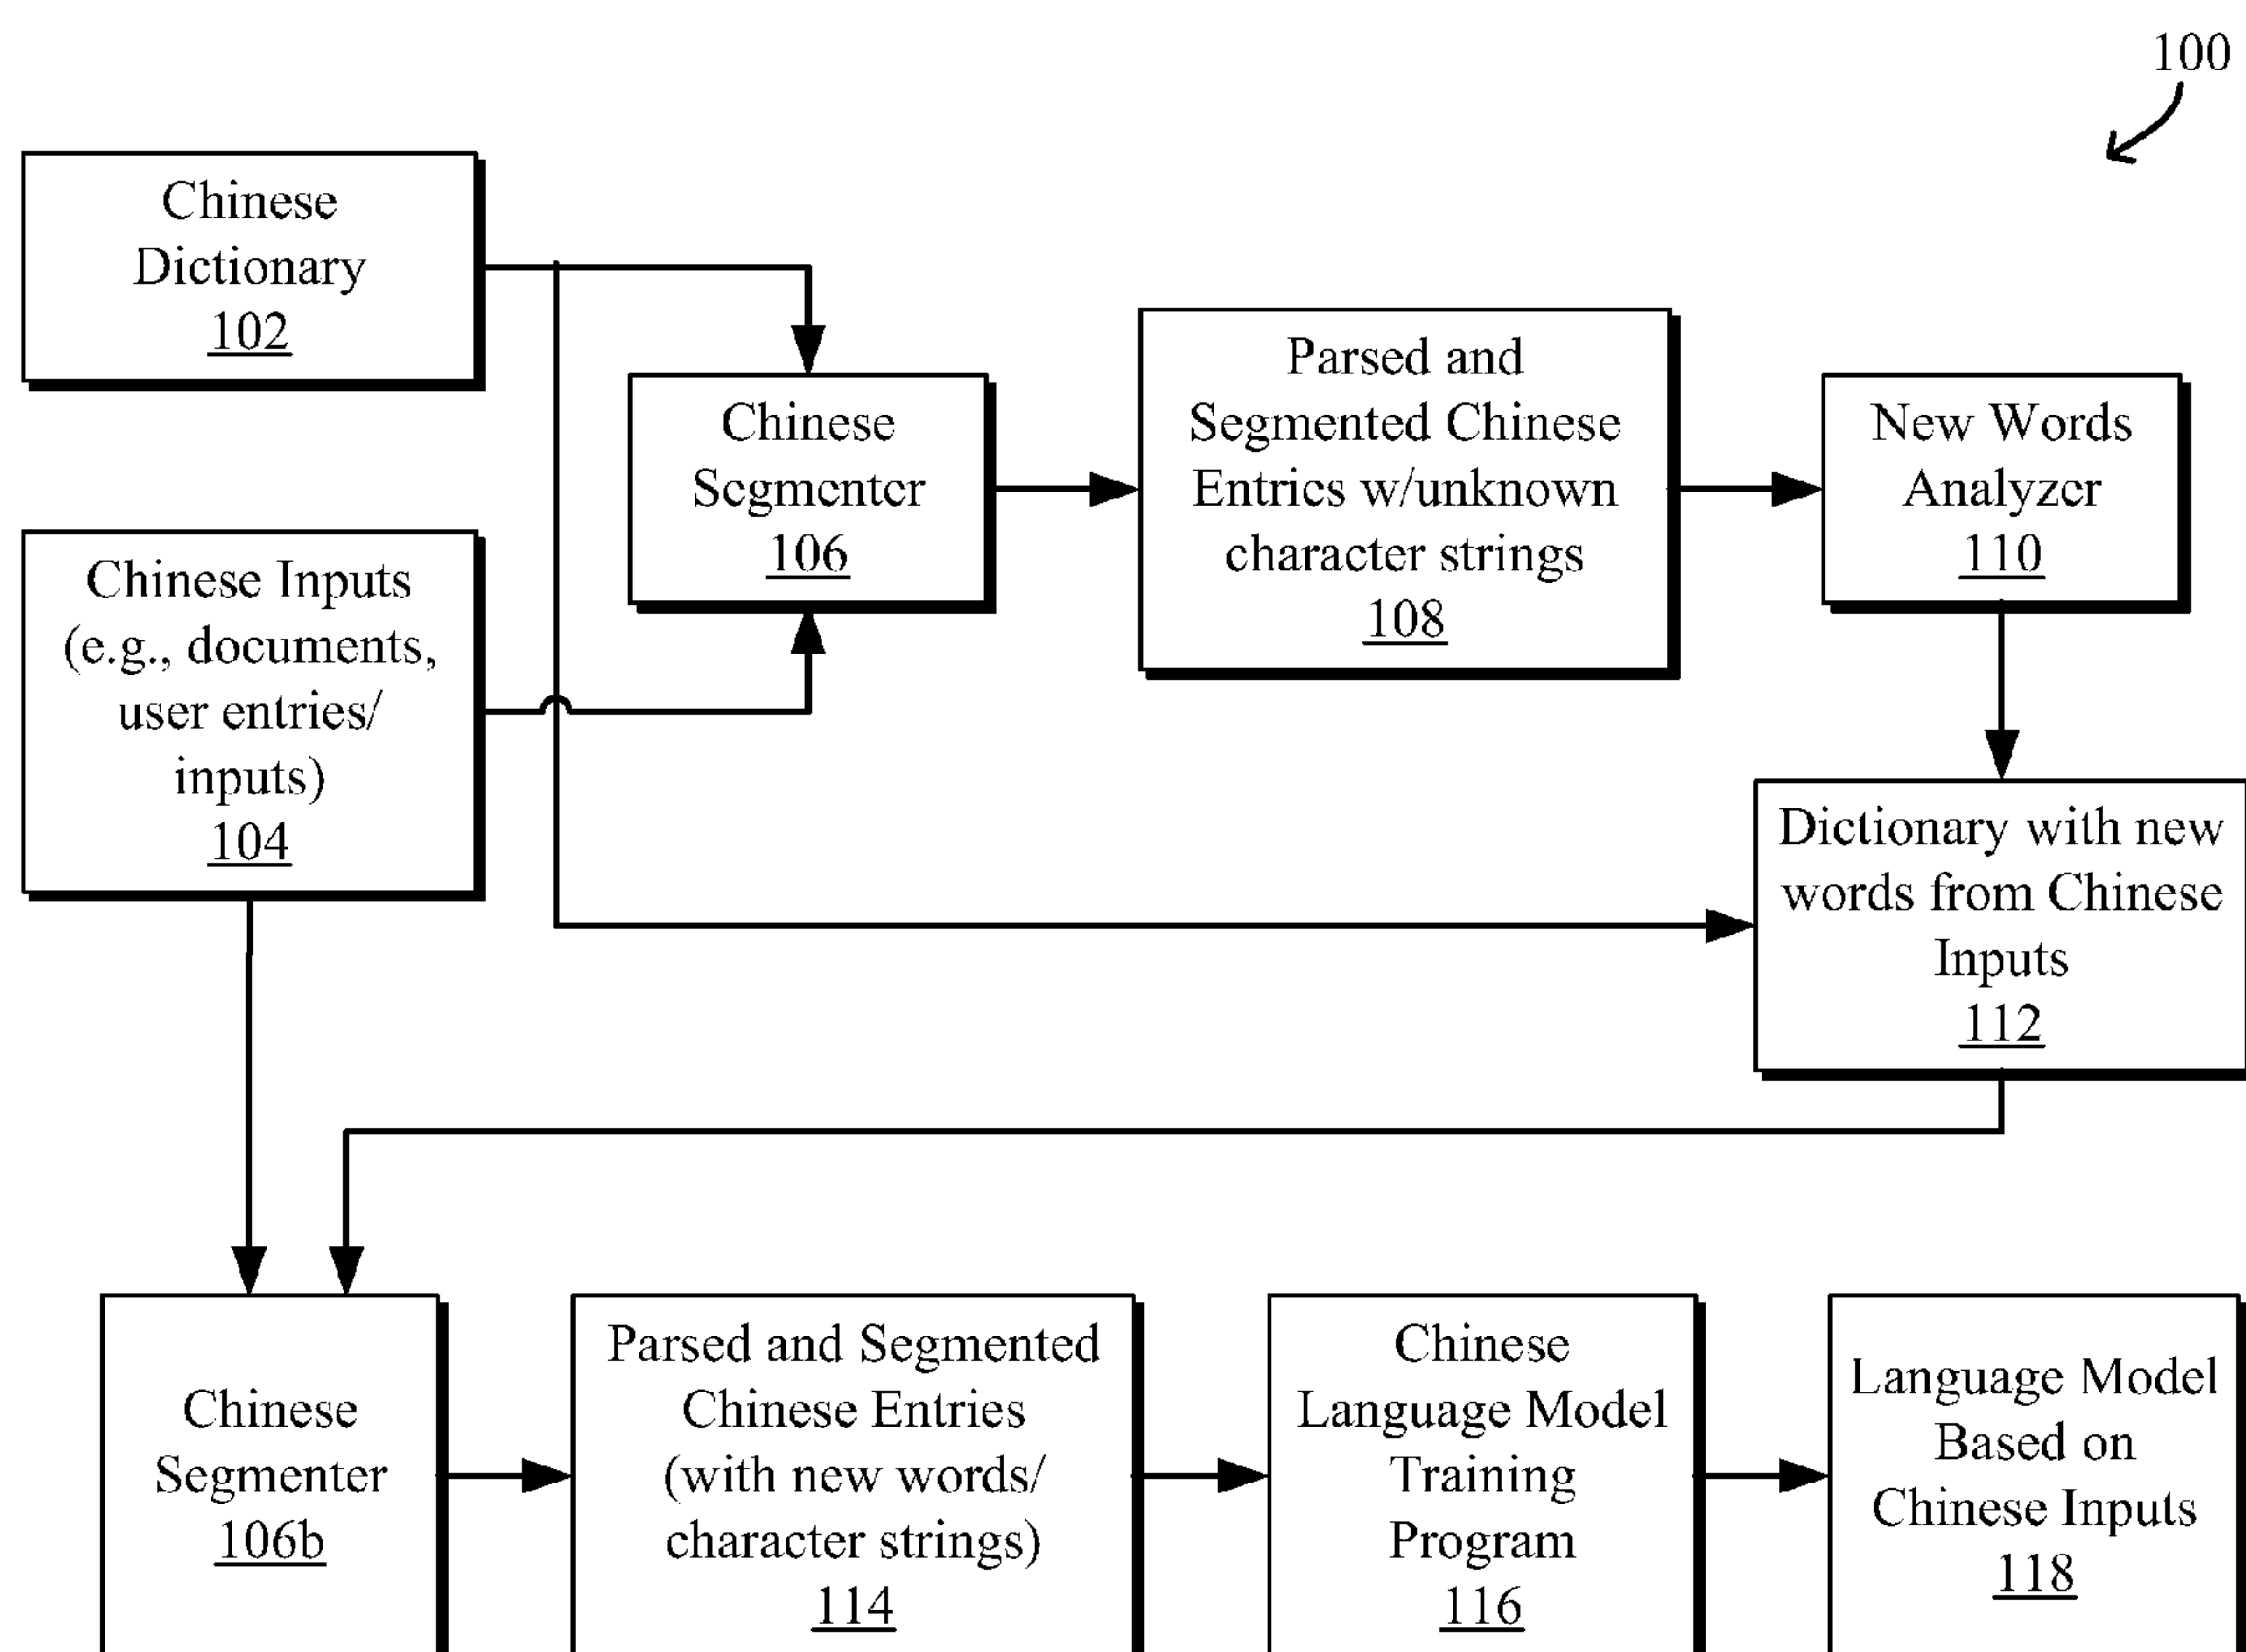 100
Chinese
Dictionary
102
Chinese Inputs
(e.g., documents,
user entries/
inputs)
104
Chinese
Segmenter
106
Parsed and
Segmented Chinese
Entries w/unknown
character strings
108
New Words
Analyzer
110
Dictionary with new
words from Chinese
Inputs
112
Chinese
Segmenter
106b
Parsed and Segmented
Chinese Entries
(with new words/
character strings)
114
Chinese
Language Model
Training
Program
116
Language Model
Based on
Chinese Inputs
118